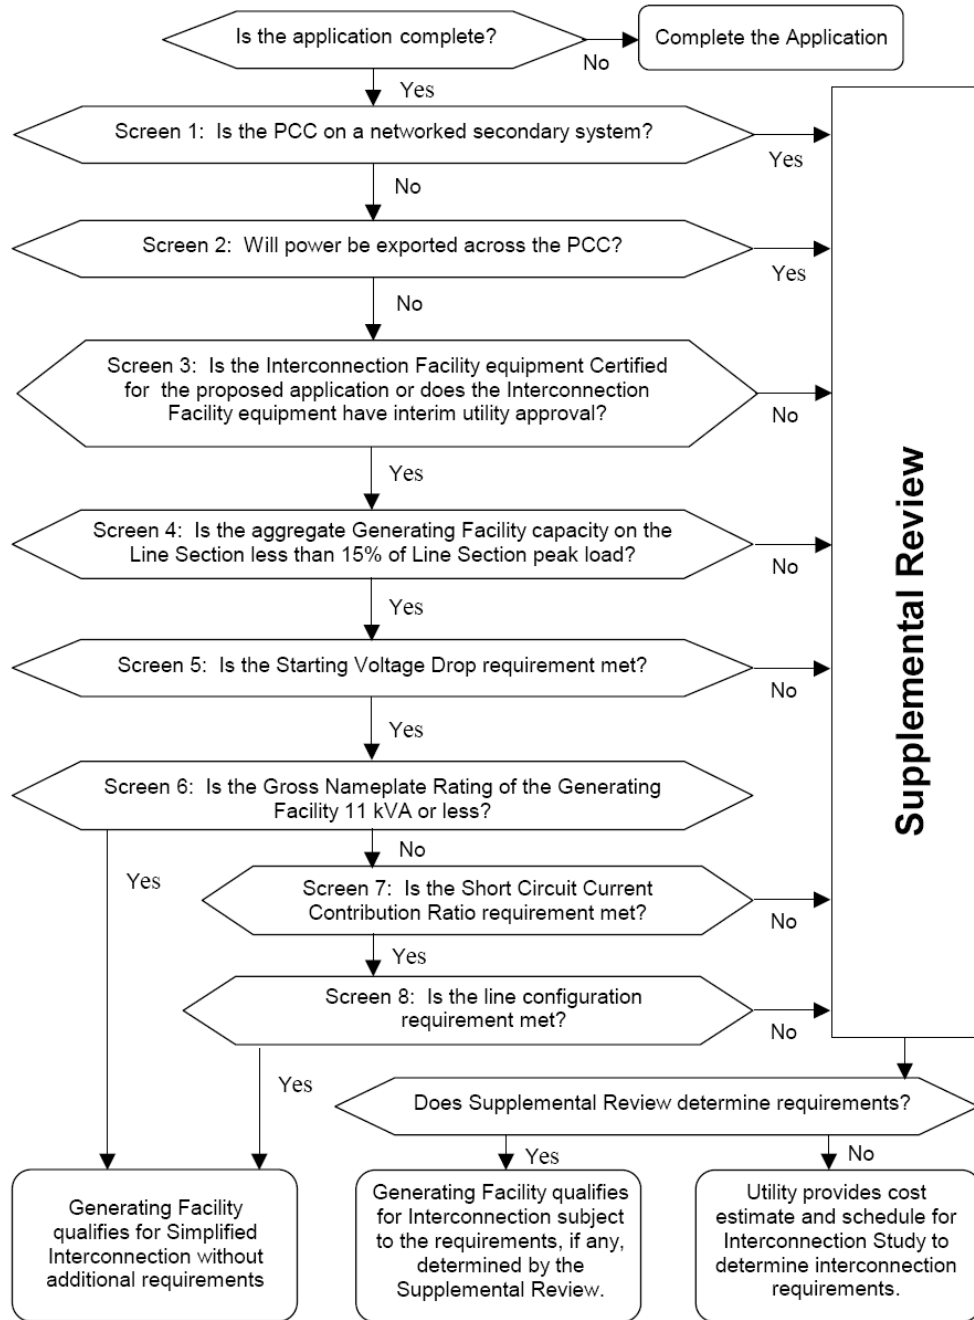 Is the application complete?
Complete the Application
No
Yes
Screen 1:  Is the PCC on a networked secondary system?
Yes
No
Screen 2:  Will power be exported across the PCC?
Yes
No
Screen 3:  Is the Interconnection Facility equipment Certified
for  the proposed application or does the Interconnection
Facility equipment have interim utility approval?
No
Yes
Screen 4:  Is the aggregate Generating Facility capacity on the
Line Section less than 15% of Line Section peak load?
No
Yes
Screen 5:  Is the Starting Voltage Drop requirement met?
No
Yes
Screen 6:  Is the Gross Nameplate Rating of the Generating
Facility 11 kVA or less?
Yes
No
Screen 7:  Is the Short Circuit Current
Contribution Ratio requirement met?
No
Yes
Screen 8:  Is the line configuration
requirement met?
No
Yes
Supplemental Review
Does Supplemental Review determine requirements?
Yes
No
Generating Facility
qualifies for Simplified
Interconnection without
additional requirements
Generating Facility qualifies
for Interconnection subject
to the requirements, if any,
determined by the
Supplemental Review.
Utility provides cost
estimate and schedule for
Interconnection Study to
determine interconnection
requirements.